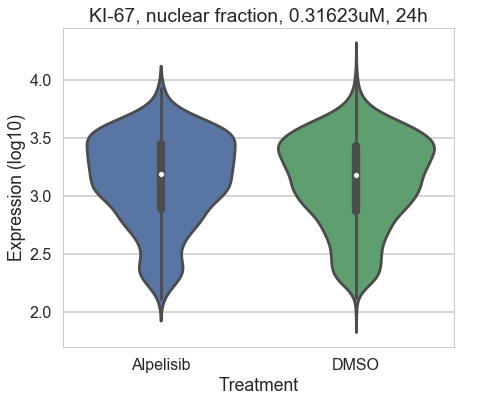 KI-67, nuclear fraction, 0.31623uM, 24h
Expression (log10)
4.0
3.5
3.0
2.5
2.0
Alpelisib DMSO
Treatment